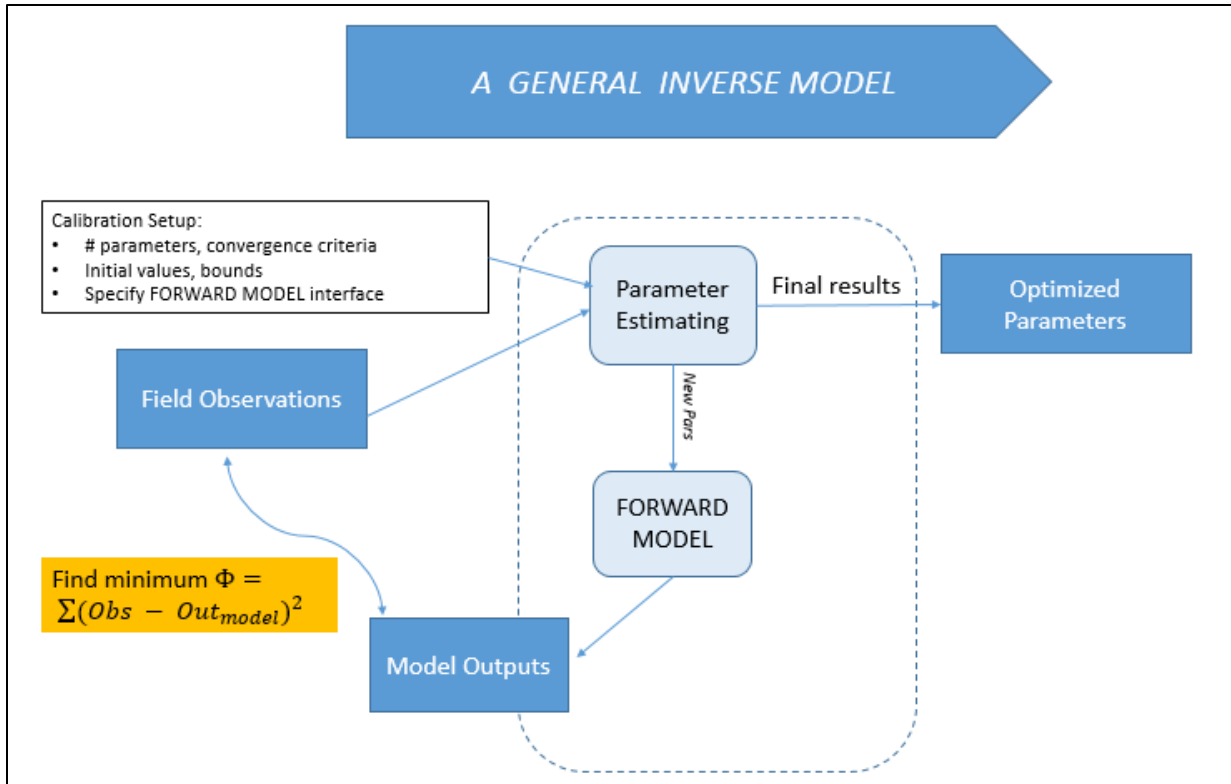 A GENERAL INVERSE MODEL
Calibration Setup:
• # parameters, convergence criteria
• Initial values, bounds
• Specify FORWARD MODEL interface
Parameter
Estimating
Final results
Optimized
Parameters
Field Observations
New Pars
FORWARD
MODEL
Find minimum Φ =
∑(Obs − Out_model)²
Model Outputs